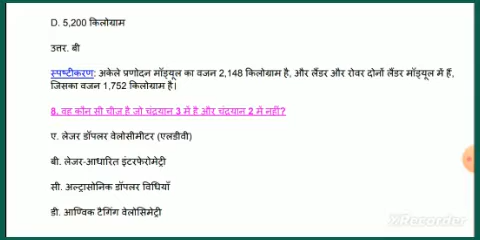 D. 5,200 किलोग्राम
उत्तर. बी
स्पष्टीकरण: अकेले प्रणोदन मॉड्यूल का वजन 2,148 किलोग्राम है, और लैंडर और रोवर दोनों लैंडर मॉड्यूल में हैं,
जिसका वजन 1,752 किलोग्राम है।
8. वह कौन सी चीज है जो चंद्रयान 3 में है और चंद्रयान 2 में नहीं?
ए. लेजर डॉपलर वेलोसीमीटर (एलडीवी)
बी. लेजर-आधारित इंटरफेरोमेट्री
सी. अल्ट्रासोनिक डॉपलर विधियाँ
डी. आण्विक टैगिंग वेलोसिमेट्री
XRecorder